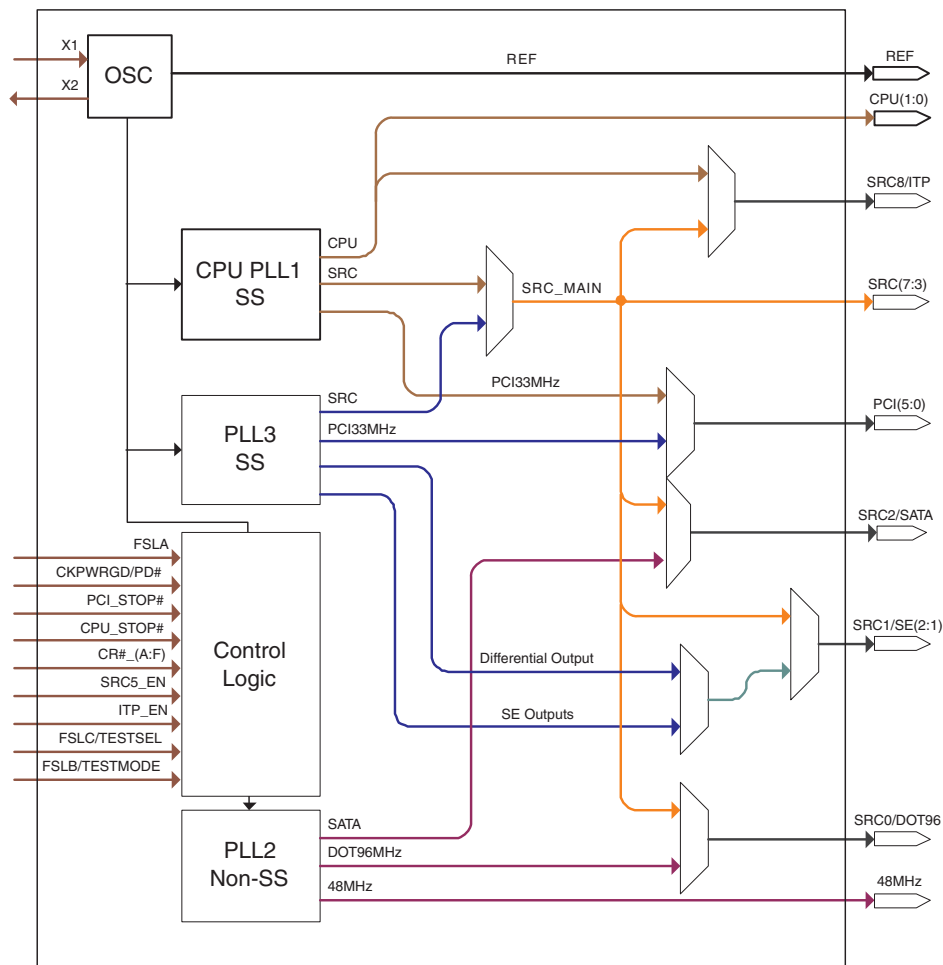 X1
X2
OSC
REF
REF
CPU(1:0)
SRC8/ITP
CPU
CPU PLL1
SS
SRC
SRC_MAIN
SRC(7:3)
PCI33MHz
PCI(5:0)
SRC
PLL3
SS
PCI33MHz
SRC2/SATA
FSLA
CKPWRGD/PD#
PCI_STOP#
CPU_STOP#
CR#_(A:F)
SRC5_EN
ITP_EN
FSLC/TESTSEL
FSLB/TESTMODE
Control
Logic
Differential Output
SE Outputs
SRC1/SE(2:1)
SATA
PLL2
Non-SS
DOT96MHz
48MHz
SRC0/DOT96
48MHz